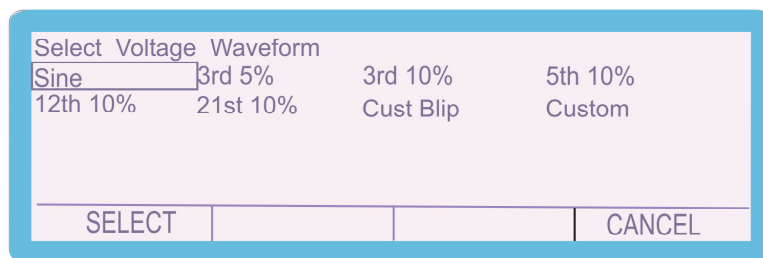 Select Voltage Waveform
Sine 3rd 5% 3rd 10% 5th 10%
12th 10% 21st 10% Cust Blip Custom
SELECT CANCEL